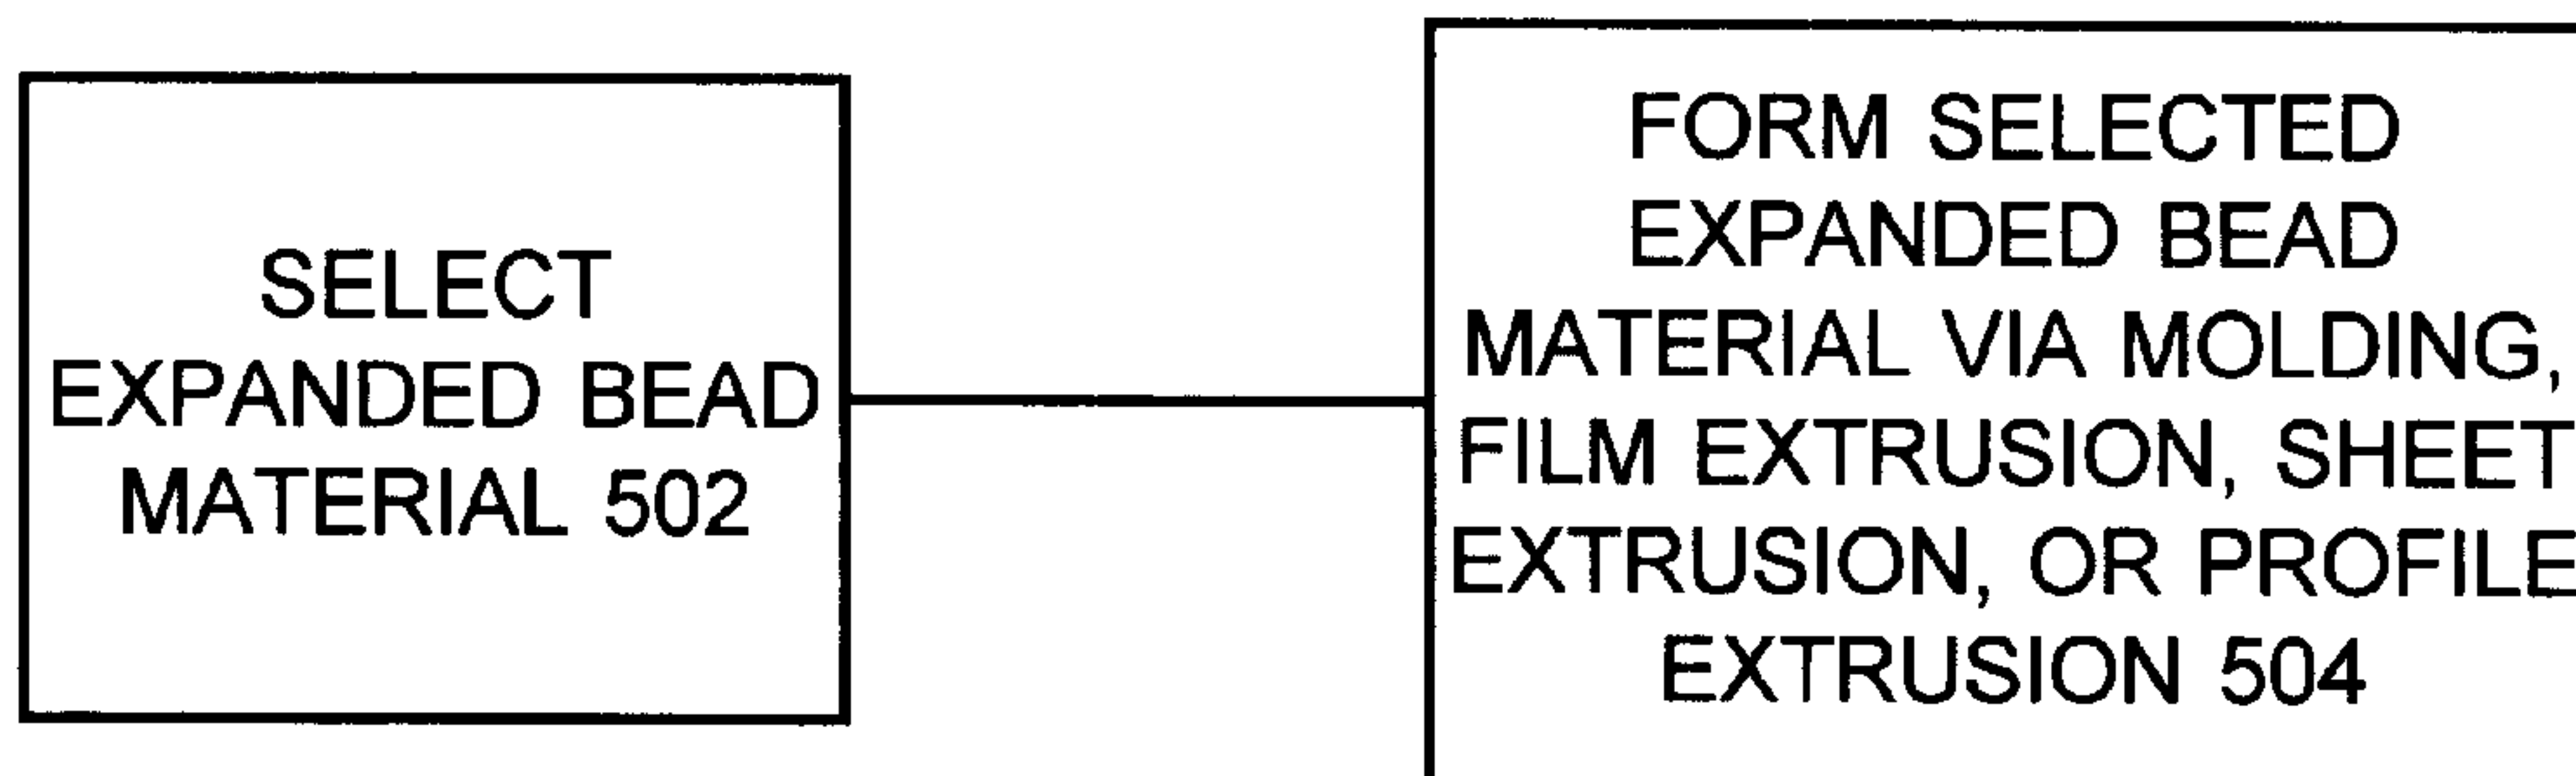 SELECT
EXPANDED BEAD
MATERIAL 502
FORM SELECTED
EXPANDED BEAD
MATERIAL VIA MOLDING,
FILM EXTRUSION, SHEET
EXTRUSION, OR PROFILE
EXTRUSION 504